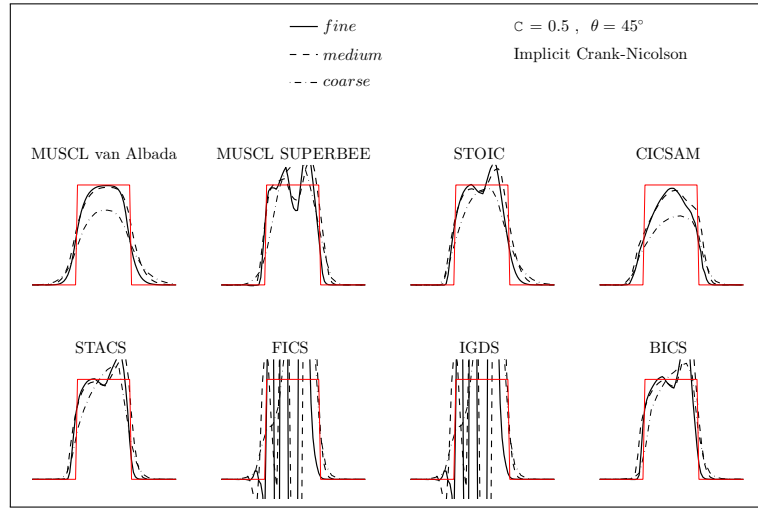 fine
medium
coarse
C = 0.5 , θ = 45°
Implicit Crank-Nicolson
MUSCL van Albada
MUSCL SUPERBEE
STOIC
CICSAM
STACS
FICS
IGDS
BICS